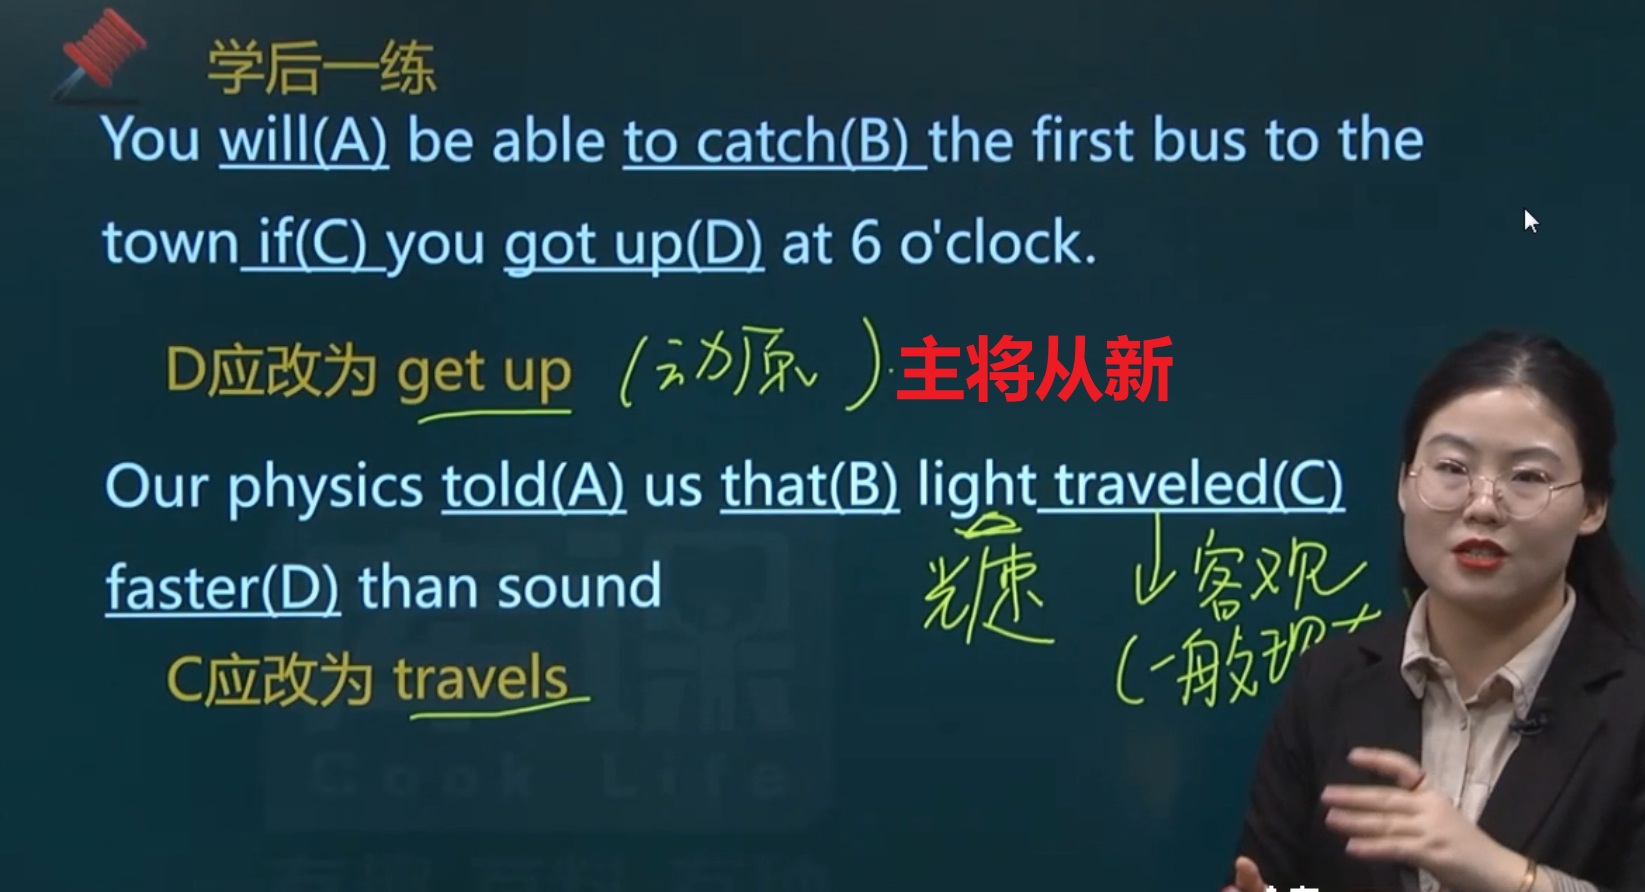 学后一练
You will(A) be able to catch(B) the first bus to the
town if(C) you got up(D) at 6 o'clock.
D应改为 get up (动原).主将从新
Our physics told(A) us that(B) light traveled(C)
faster(D) than sound
光速 客观
(一般现
C应改为 travels
Cook Life